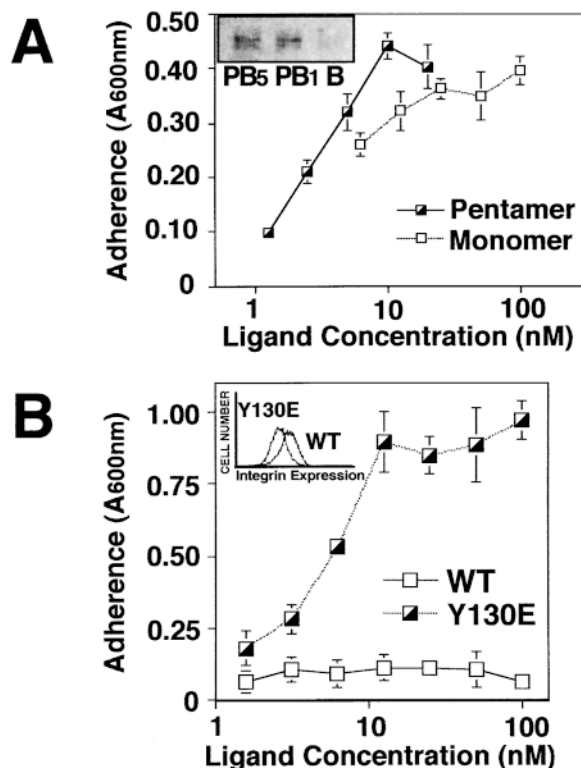 A
PB5 PB1 B
0.50
0.40
0.30
0.20
0.10
0
Adherence (A600nm)
Pentamer
Monomer
1 10 100
Ligand Concentration (nM)
B
1.00
0.75
0.50
0.25
0
Adherence (A600nm)
CELL NUMBER
Y130E
WT
Integrin Expression
WT
Y130E
1 10 100
Ligand Concentration (nM)